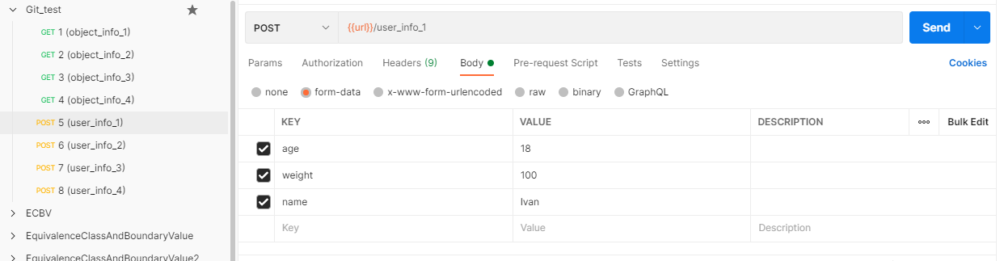 Git_test
GET 1 (object_info_1)
GET 2 (object_info_2)
GET 3 (object_info_3)
GET 4 (object_info_4)
POST 5 (user_info_1)
POST 6 (user_info_2)
POST 7 (user_info_3)
POST 8 (user_info_4)
ECBV
EquivalenceClassAndBoundaryValue
EquivalenceClassAndBoundaryValue2
POST {{url}}/user_info_1 Send
Params Authorization Headers (9) Body Pre-request Script Tests Settings Cookies
none form-data x-www-form-urlencoded raw binary GraphQL
KEY VALUE DESCRIPTION ooo Bulk Edit
age 18
weight 100
name Ivan
Key Value Description